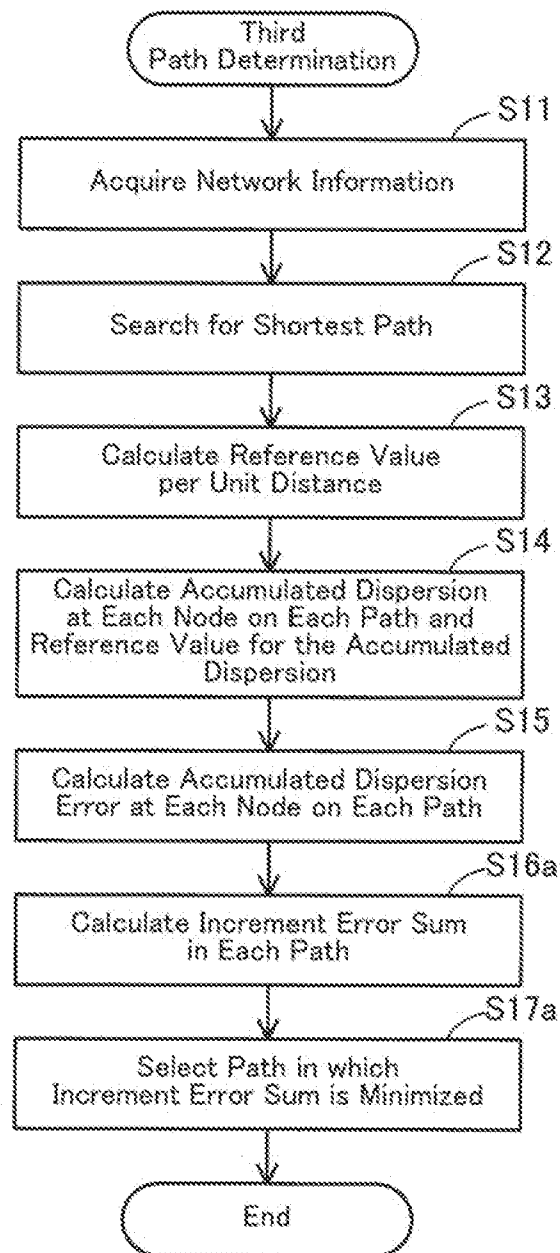 Third
Path Determination
S11
Acquire Network Information
S12
Search for Shortest Path
S13
Calculate Reference Value
per Unit Distance
S14
Calculate Accumulated Dispersion
at Each Node on Each Path and
Reference Value for the Accumulated
Dispersion
S15
Calculate Accumulated Dispersion
Error at Each Node on Each Path
S16a
Calculate Increment Error Sum
in Each Path
S17a
Select Path in which
Increment Error Sum is Minimized
End